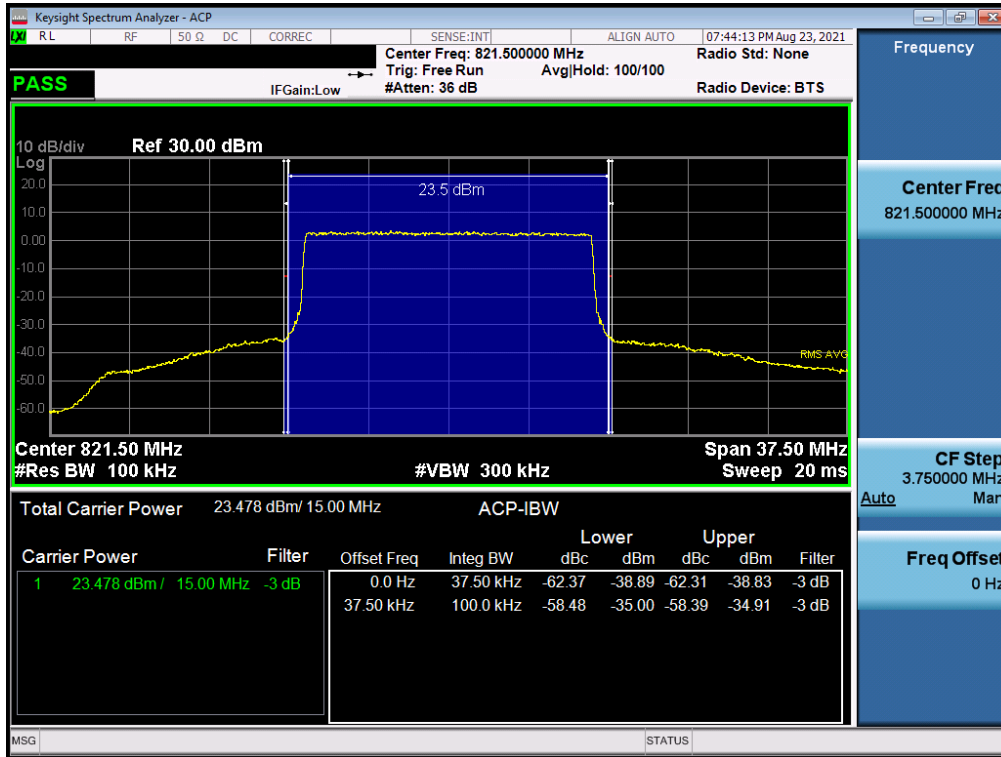 Keysight Spectrum Analyzer - ACP
LXI RL RF 50 Ω DC CORREC SENSE:INT ALIGN AUTO 07:44:13 PM Aug 23, 2021
Center Freq: 821.500000 MHz Radio Std: None
Trig: Free Run Avg|Hold: 100/100
PASS IFGain:Low #Atten: 36 dB Radio Device: BTS
10 dB/div Ref 30.00 dBm
Log
20.0
23.5 dBm
10.0
0.00
-10.0
-20.0
-30.0
-40.0
RMS AVG
-50.0
-60.0
Center 821.50 MHz Span 37.50 MHz
#Res BW 100 kHz #VBW 300 kHz Sweep 20 ms
Total Carrier Power 23.478 dBm/ 15.00 MHz ACP-IBW
Lower Upper
Carrier Power Filter Offset Freq Integ BW dBc dBm dBc dBm Filter
1 23.478 dBm / 15.00 MHz -3 dB 0.0 Hz 37.50 kHz -62.37 -38.89 -62.31 -38.83 -3 dB
37.50 kHz 100.0 kHz -58.48 -35.00 -58.39 -34.91 -3 dB
MSG STATUS
Frequency
Center Freq
821.500000 MHz
CF Step
3.750000 MHz
Auto Man
Freq Offset
0 Hz